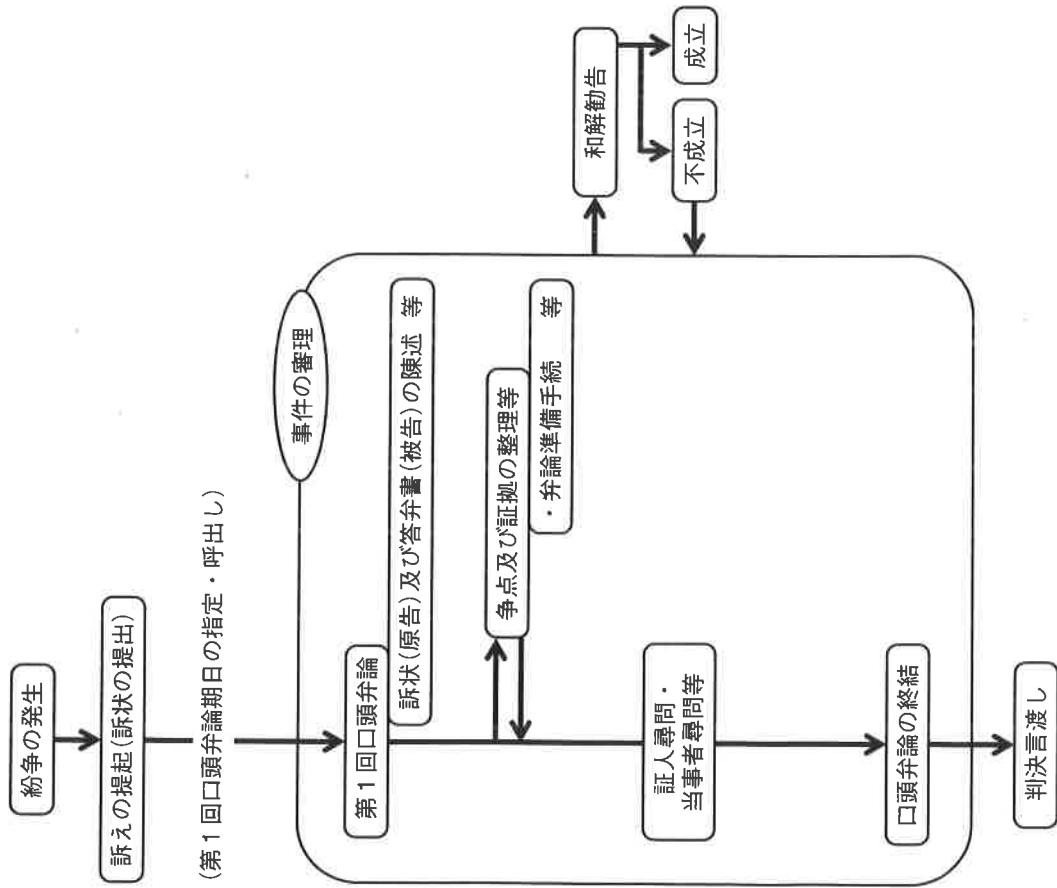 紛争の発生
訴えの提起(訴状の提出)
(第1回口頭弁論期日の指定・呼出し)
事件の審理
第1回口頭弁論
訴状(原告)及び答弁書(被告)の陳述 等
争点及び証拠の整理等
・弁論準備手続 等
証人尋問・
当事者尋問等
口頭弁論の終結
判決言渡し
和解勧告
不成立
成立